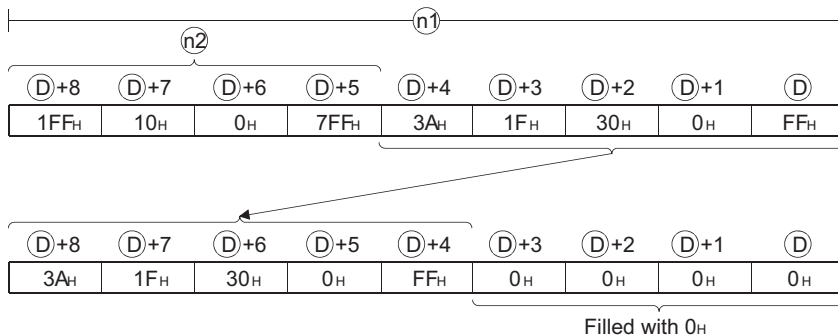 n1
n2
D+8 D+7 D+6 D+5 D+4 D+3 D+2 D+1 D
1FFH 10H 0H 7FFH 3AH 1FH 30H 0H FFH
D+8 D+7 D+6 D+5 D+4 D+3 D+2 D+1 D
3AH 1FH 30H 0H FFH 0H 0H 0H 0H
Filled with 0H